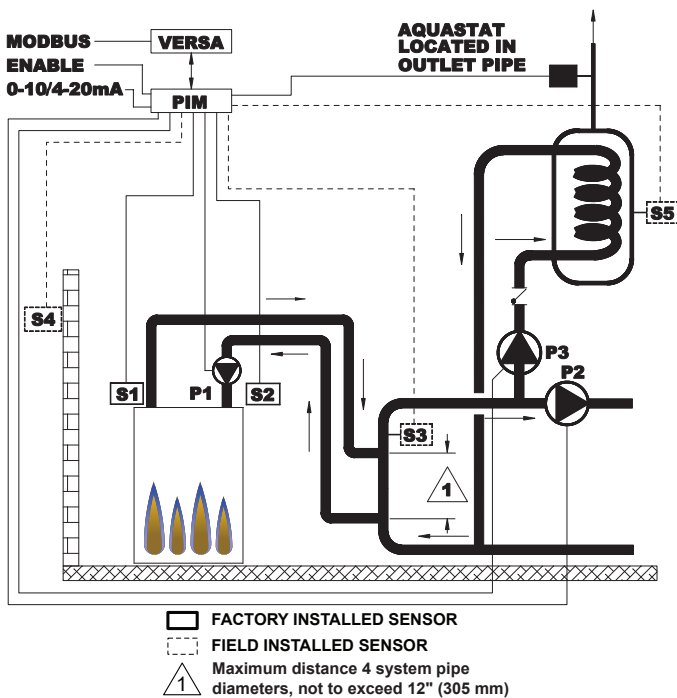 MODBUS
VERSA
ENABLE
0-10/4-20mA
PIM
AQUASTAT
LOCATED IN
OUTLET PIPE
S5
S4
S1
P1
S2
S3
P3
P2
1
FACTORY INSTALLED SENSOR
FIELD INSTALLED SENSOR
1
Maximum distance 4 system pipe
diameters, not to exceed 12" (305 mm)